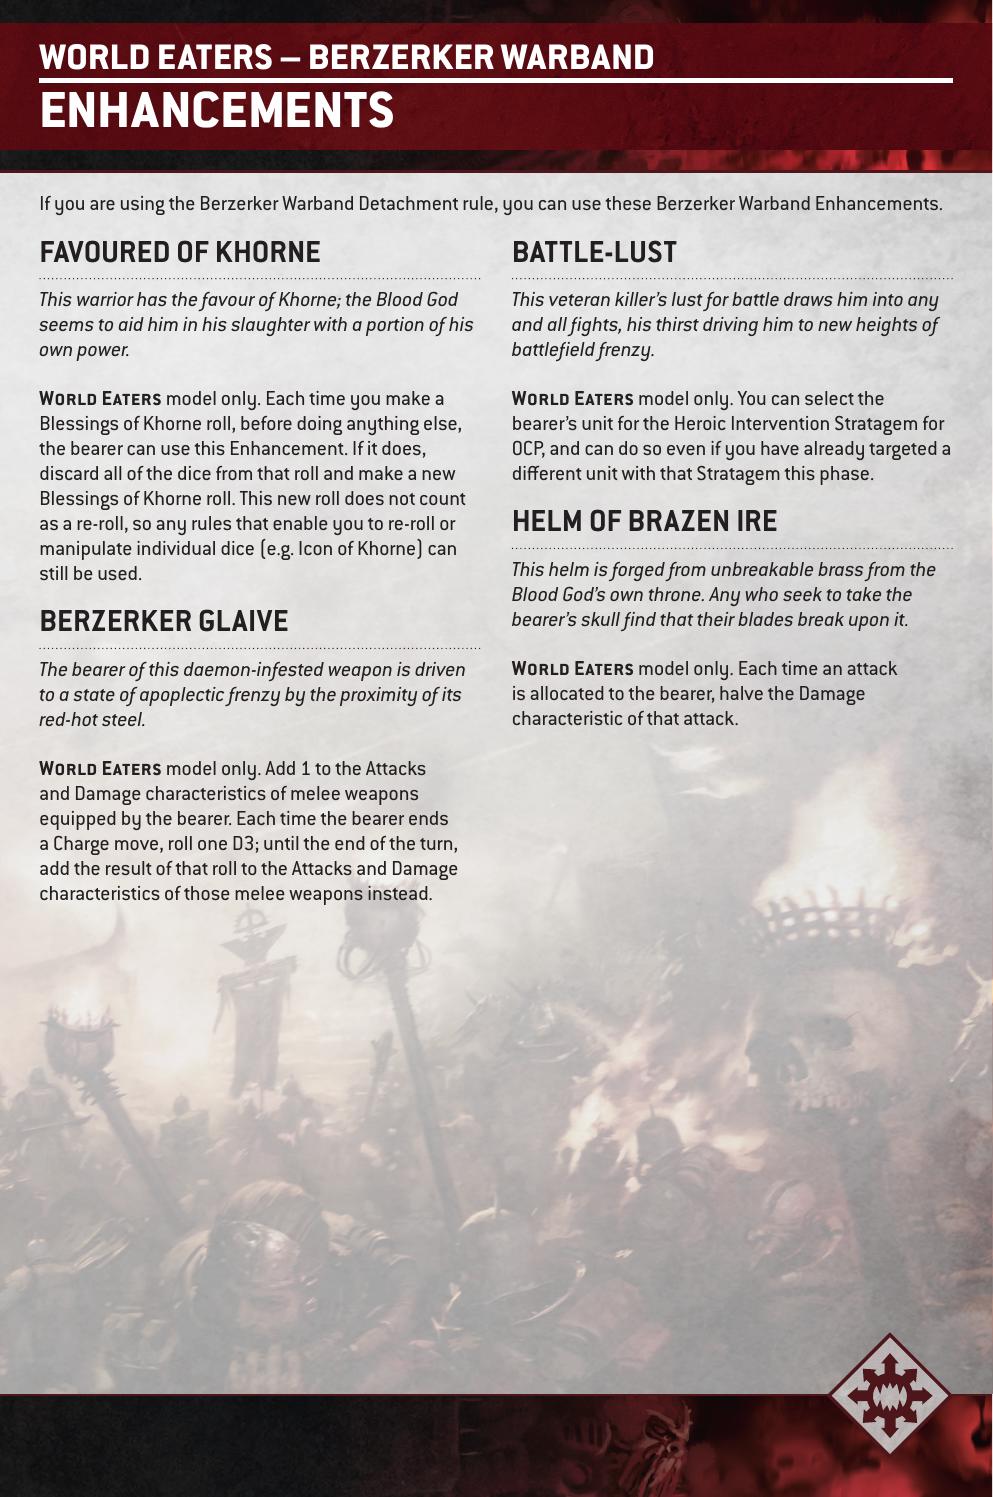 WORLD EATERS – BERZERKER WARBAND
ENHANCEMENTS
If you are using the Berzerker Warband Detachment rule, you can use these Berzerker Warband Enhancements.
FAVOURED OF KHORNE
This warrior has the favour of Khorne; the Blood God
seems to aid him in his slaughter with a portion of his
own power.
WORLD EATERS model only. Each time you make a
Blessings of Khorne roll, before doing anything else,
the bearer can use this Enhancement. If it does,
discard all of the dice from that roll and make a new
Blessings of Khorne roll. This new roll does not count
as a re-roll, so any rules that enable you to re-roll or
manipulate individual dice (e.g. Icon of Khorne) can
still be used.
BERZERKER GLAIVE
The bearer of this daemon-infested weapon is driven
to a state of apoplectic frenzy by the proximity of its
red-hot steel.
WORLD EATERS model only. Add 1 to the Attacks
and Damage characteristics of melee weapons
equipped by the bearer. Each time the bearer ends
a Charge move, roll one D3; until the end of the turn,
add the result of that roll to the Attacks and Damage
characteristics of those melee weapons instead.
BATTLE-LUST
This veteran killer's lust for battle draws him into any
and all fights, his thirst driving him to new heights of
battlefield frenzy.
WORLD EATERS model only. You can select the
bearer's unit for the Heroic Intervention Stratagem for
0CP, and can do so even if you have already targeted a
different unit with that Stratagem this phase.
HELM OF BRAZEN IRE
This helm is forged from unbreakable brass from the
Blood God's own throne. Any who seek to take the
bearer's skull find that their blades break upon it.
WORLD EATERS model only. Each time an attack
is allocated to the bearer, halve the Damage
characteristic of that attack.